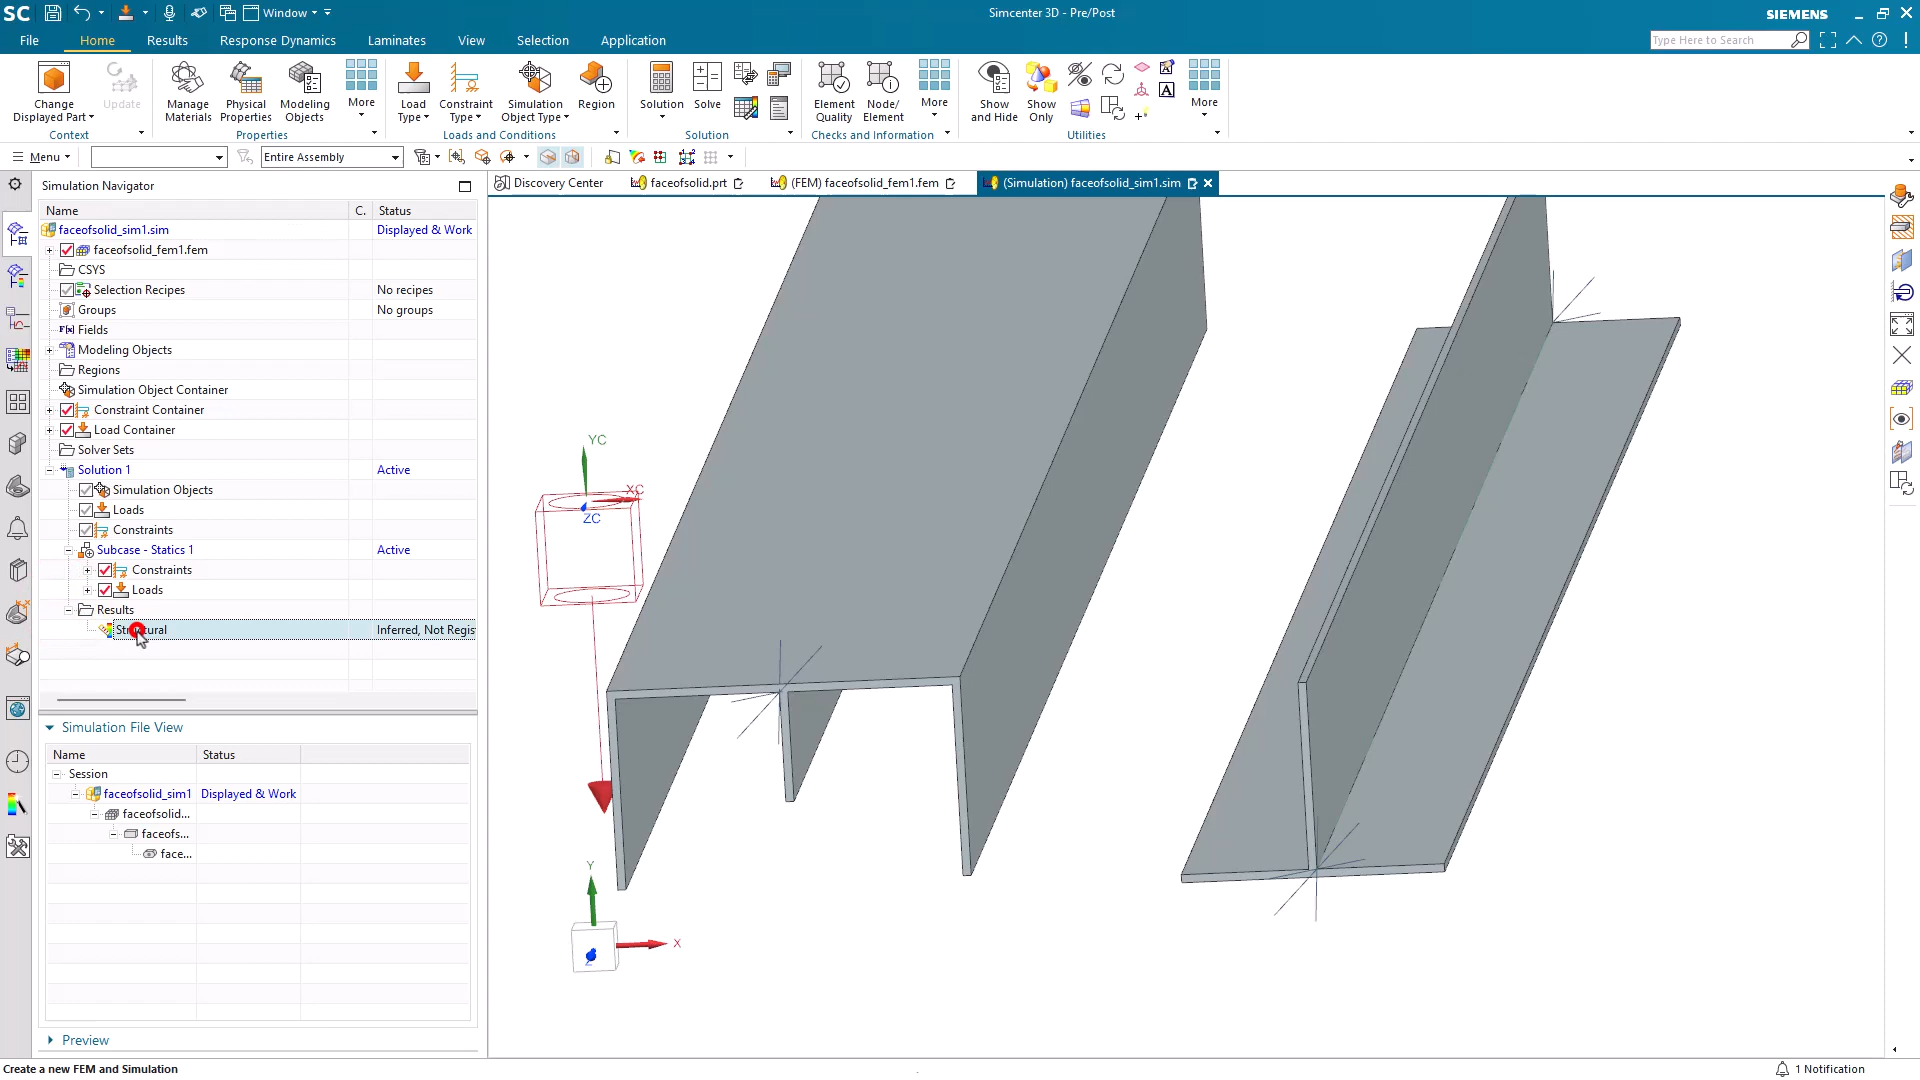 SC Window Simcenter 3D - Pre/Post SIEMENS
File Home Results Response Dynamics Laminates View Selection Application Type Here to Search
Change Displayed Part Update Manage Materials Physical Properties Modeling Objects More Load Type Constraint Type Simulation Object Type Region Solution Solve Element Quality Node/Element More Show and Hide Show Only More
Context Properties Loads and Conditions Solution Checks and Information Utilities
Menu Entire Assembly
Simulation Navigator Discovery Center faceofsolid.prt (FEM) faceofsolid_fem1.fem (Simulation) faceofsolid_sim1.sim
Name C. Status
faceofsolid_sim1.sim Displayed & Work
faceofsolid_fem1.fem
CSYS
Selection Recipes No recipes
Groups No groups
Fields
Modeling Objects
Regions
Simulation Object Container
Constraint Container
Load Container
Solver Sets
Solution 1 Active
Simulation Objects
Loads
Constraints
Subcase - Statics 1 Active
Constraints
Loads
Results
Structural Inferred, Not Regis
YC
XC
ZC
Simulation File View
Name Status
Session
faceofsolid_sim1 Displayed & Work
faceofsolid...
faceofs...
face...
Y
X
Z
Preview
Create a new FEM and Simulation 1 Notification